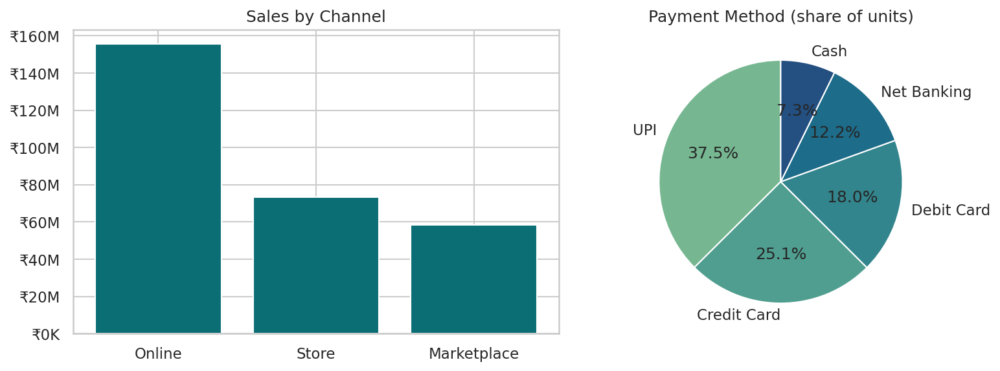 Sales by Channel
₹160M
₹140M
₹120M
₹100M
₹80M
₹60M
₹40M
₹20M
₹0K
Online
Store
Marketplace
Payment Method (share of units)
Cash
7.3%
Net Banking
12.2%
UPI
37.5%
Debit Card
18.0%
Credit Card
25.1%